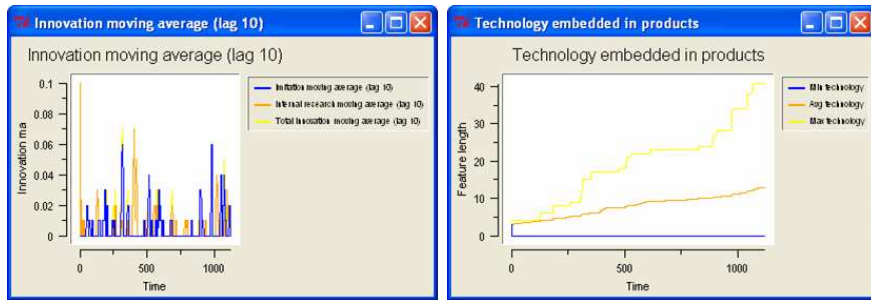 Innovation moving average (lag 10)
Innovation moving average (lag 10)
Innovation ma
0.1
0.08
0.06
0.04
0.02
0
0
500
1000
Time
Imitation moving average (lag 10)
Internal research moving average (lag 10)
Total innovation moving average (lag 10)
Technology embedded in products
Technology embedded in products
Feature length
40
30
20
10
0
0
500
1000
Time
Min technology
Avg technology
Max technology